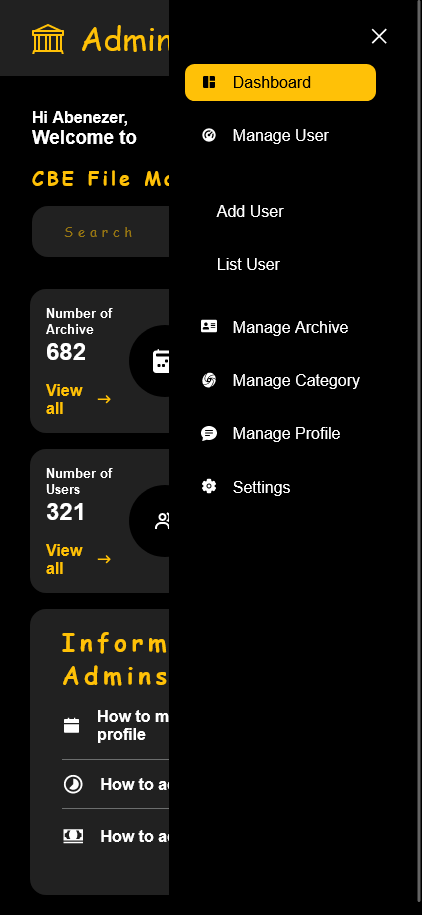 Admin
Hi Abenezer,
Welcome to
CBE File Ma
Search
Number of
Archive
682
View
all
Number of
Users
321
View
all
Inform
Admins
How to m
profile
How to a
How to a
Dashboard
Manage User
Add User
List User
Manage Archive
Manage Category
Manage Profile
Settings